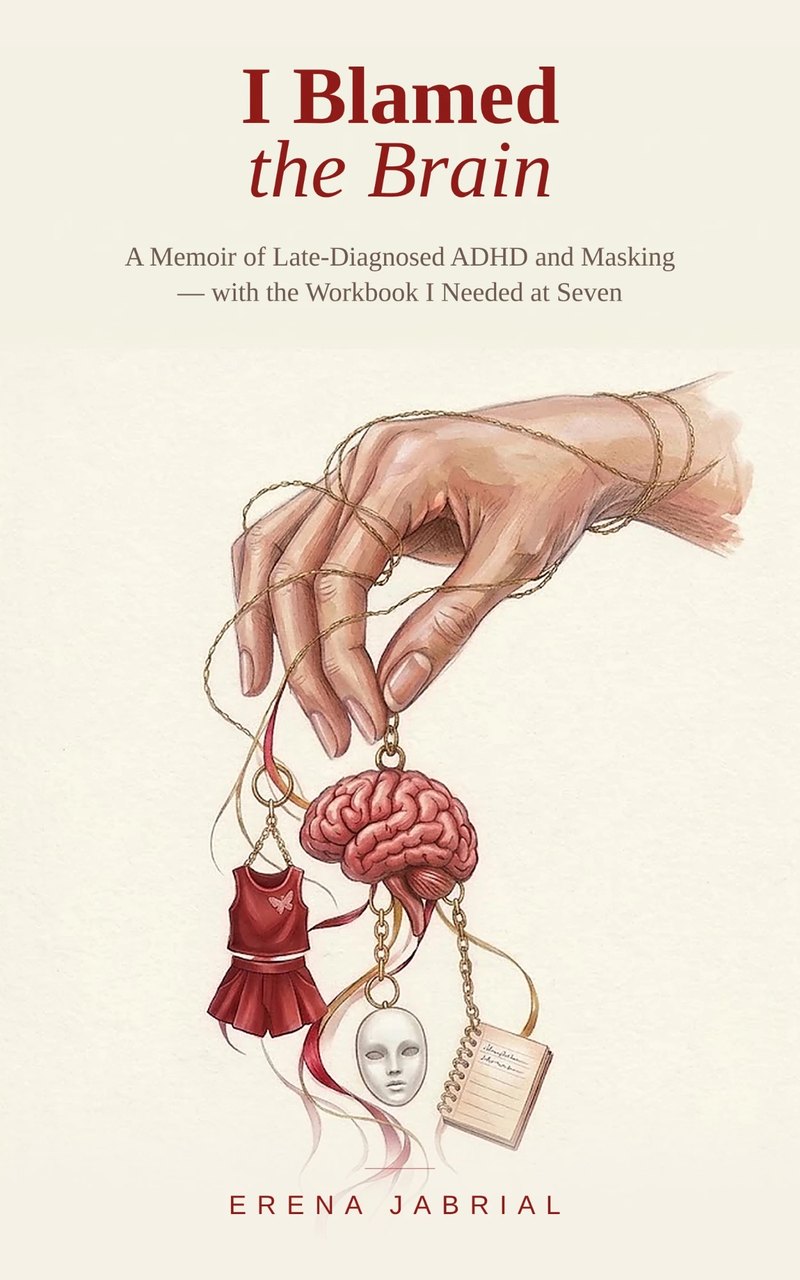 I Blamed
the Brain
A Memoir of Late-Diagnosed ADHD and Masking
— with the Workbook I Needed at Seven
ERENA JABRIAL